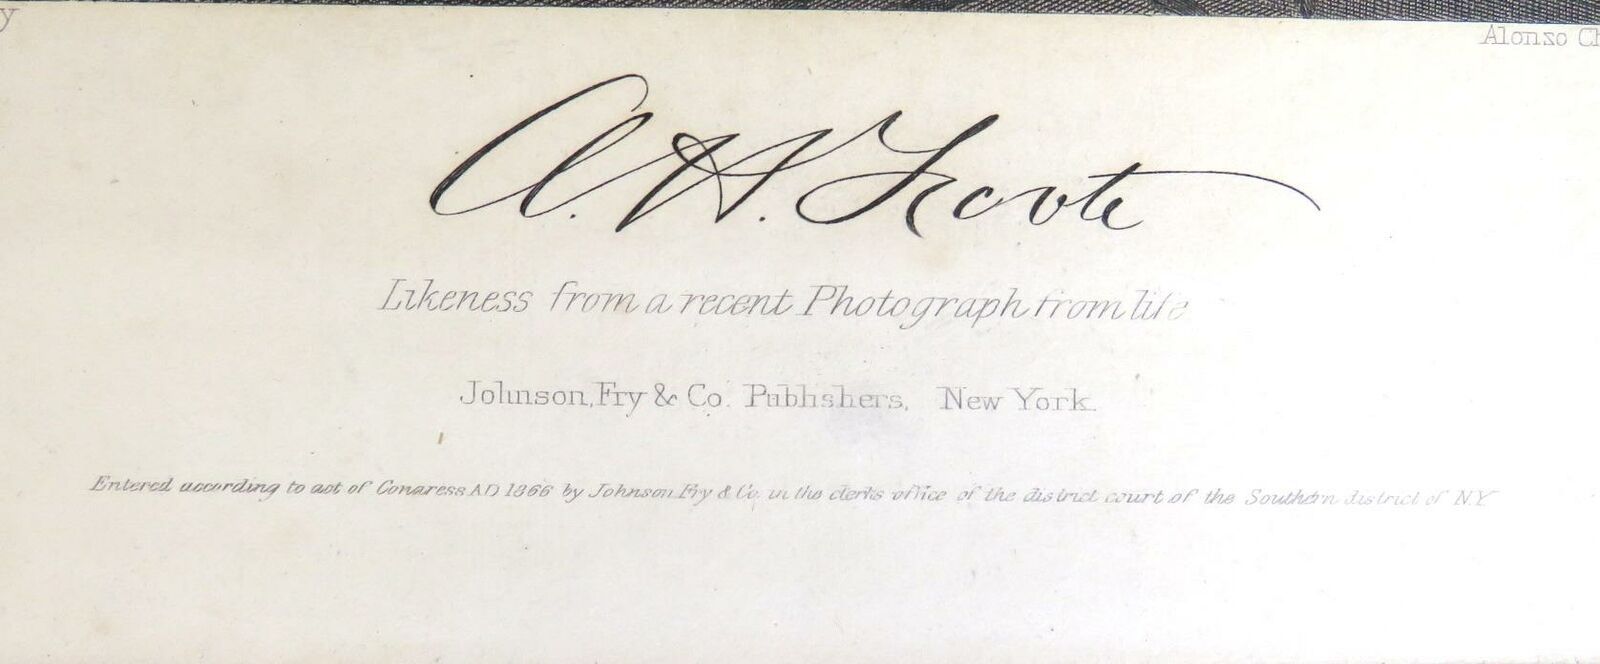 y
Alonzo Ch
A. H. Foote
Likeness from a recent Photograph from life
Johnson, Fry & Co. Publishers, New York.
Entered according to act of Congress AD 1866 by Johnson Fry & Co. in the clerk's office of the district court of the Southern district of N.Y.